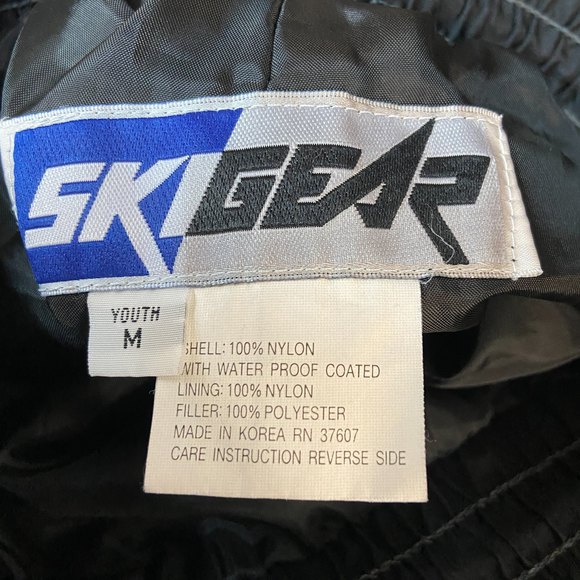 SKIGEAR
YOUTH
M
SHELL: 100% NYLON
WITH WATER PROOF COATED
LINING: 100% NYLON
FILLER: 100% POLYESTER
MADE IN KOREA RN 37607
CARE INSTRUCTION REVERSE SIDE